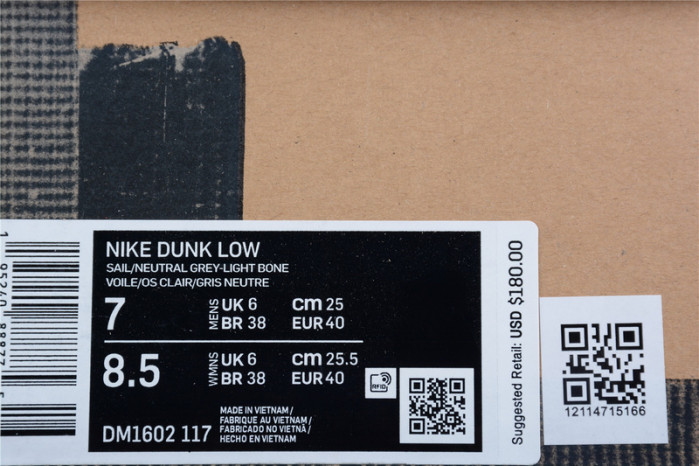 NIKE DUNK LOW
SAIL/NEUTRAL GREY-LIGHT BONE
VOILE/OS CLAIR/GRIS NEUTRE
7 MENS UK 6 cm 25
BR 38 EUR 40
8.5 WMNS UK 6 cm 25.5
BR 38 EUR 40
RFID
DM1602 117
MADE IN VIETNAM /
FABRIQUE AU VIETNAM /
FABRICADO NO VIETNÃ /
HECHO EN VIETNAM
Suggested Retail: USD $180.00
12114715166